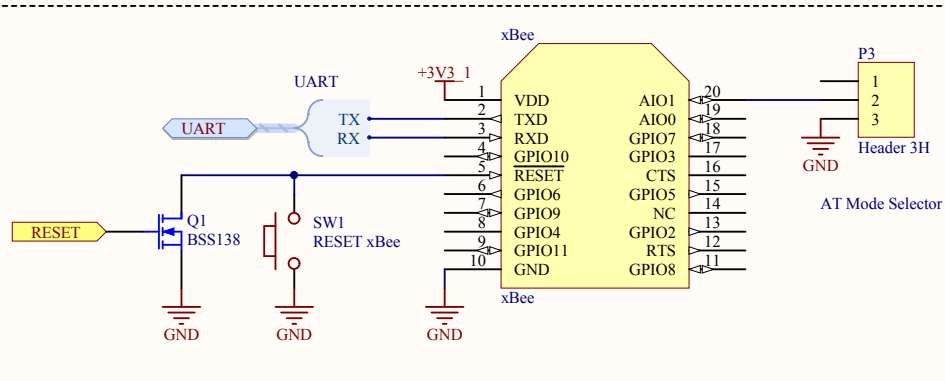 xBee
P3
+3V3_1
UART
UART
TX
RX
RESET
Q1
BSS138
SW1
RESET xBee
GND
GND
GND
1 VDD
2 TXD
3 RXD
4 GPIO10
5 RESET
6 GPIO6
7 GPIO9
8 GPIO4
9 GPIO11
10 GND
AIO1 20
AIO0 19
GPIO7 18
GPIO3 17
CTS 16
GPIO5 15
NC 14
GPIO2 13
RTS 12
GPIO8 11
xBee
1
2
3
Header 3H
GND
AT Mode Selector